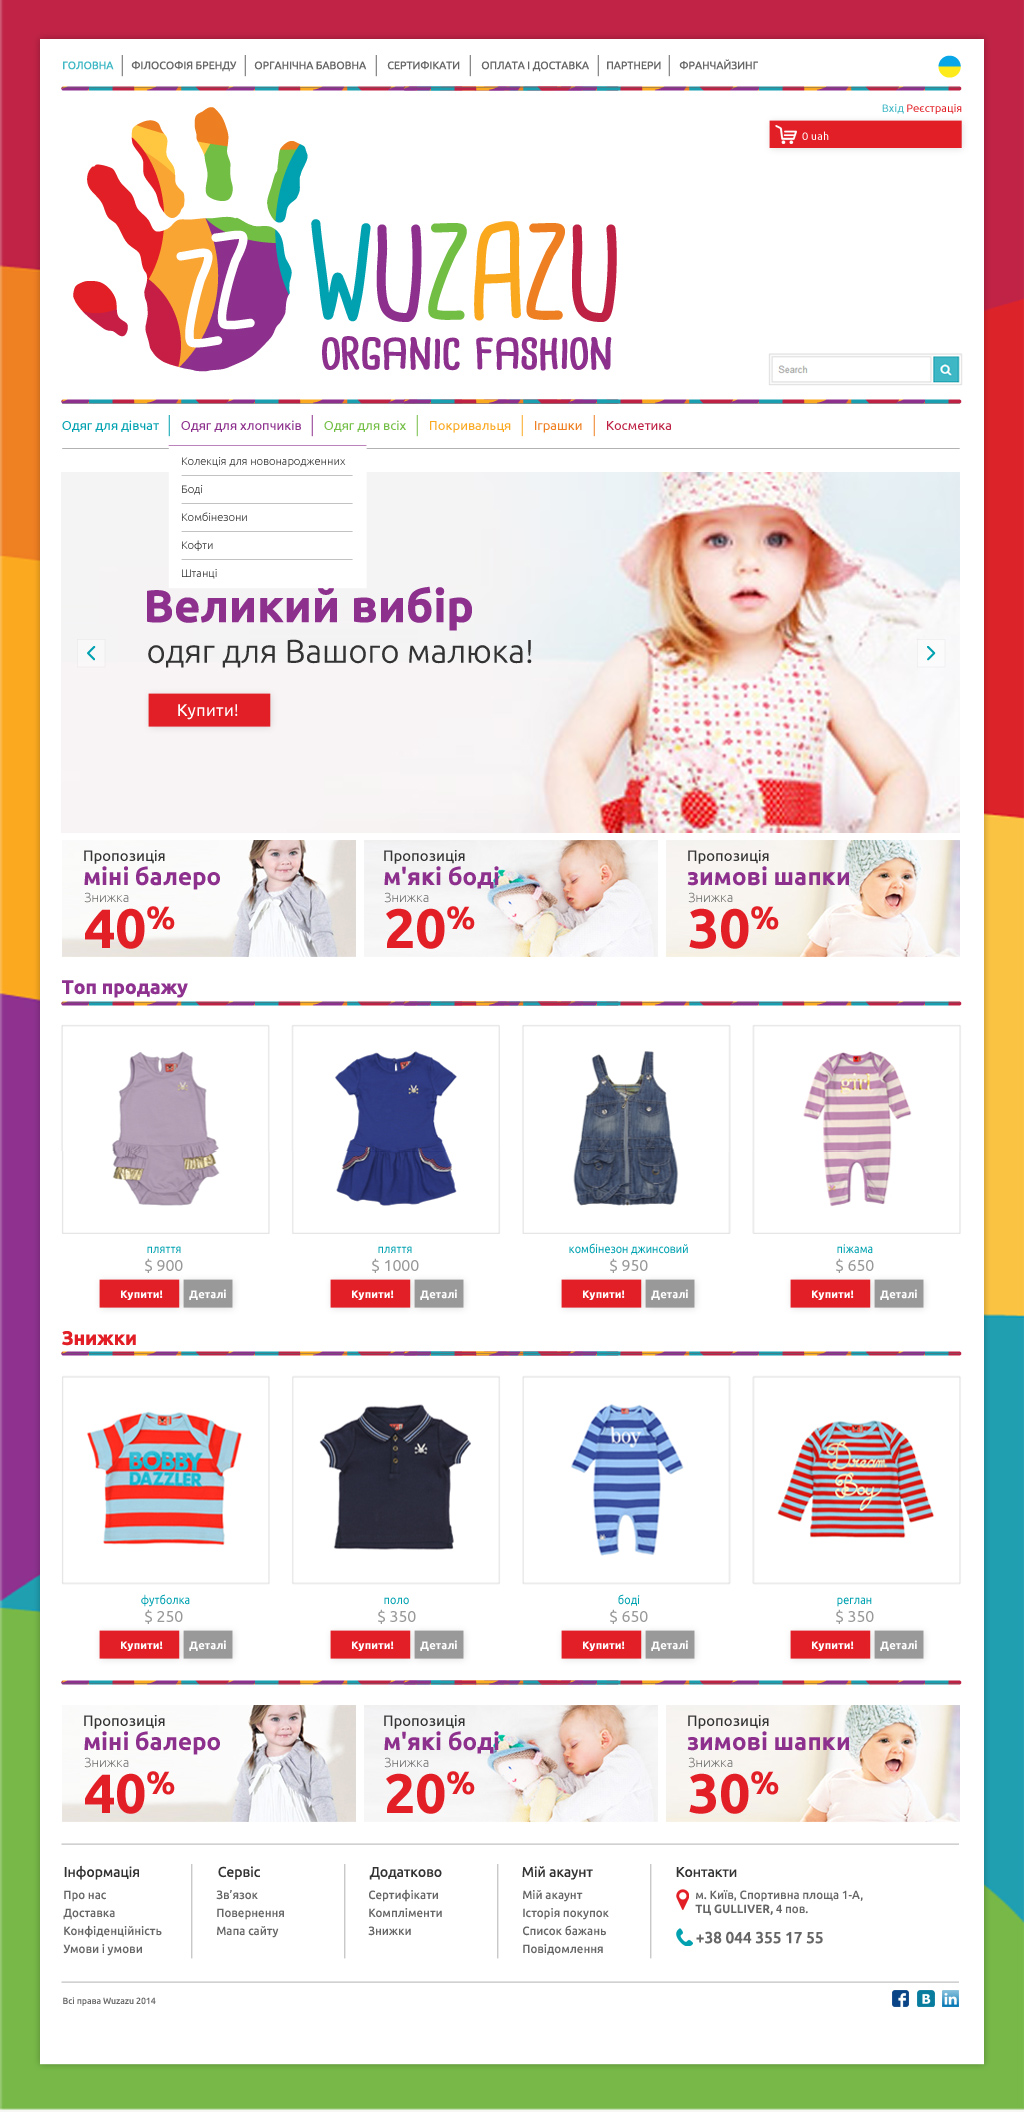 ГОЛОВНА ФІЛОСОФІЯ БРЕНДУ ОРГАНІЧНА БАВОВНА СЕРТИФІКАТИ ОПЛАТА І ДОСТАВКА ПАРТНЕРИ ФРАНЧАЙЗИНГ
Вхід Реєстрація
0 uah
ZZ WUZAZU
ORGANIC FASHION
Search
Одяг для дівчат Одяг для хлопчиків Одяг для всіх Покривальця Іграшки Косметика
Колекція для новонародженних
Боді
Комбінезони
Кофти
Штанці
Великий вибір
одяг для Вашого малюка!
Купити!
Пропозиція
міні балеро
Знижка
40%
Пропозиція
м'які боді
Знижка
20%
Пропозиція
зимові шапки
Знижка
30%
Топ продажу
girl
пляття пляття комбінезон джинсовий піжама
$ 900 $ 1000 $ 950 $ 650
Купити! Деталі Купити! Деталі Купити! Деталі Купити! Деталі
Знижки
BOBBY
DAZZLER
boy
Dream
Boy
футболка поло боді реглан
$ 250 $ 350 $ 650 $ 350
Купити! Деталі Купити! Деталі Купити! Деталі Купити! Деталі
Пропозиція
міні балеро
Знижка
40%
Пропозиція
м'які боді
Знижка
20%
Пропозиція
зимові шапки
Знижка
30%
Інформація
Про нас
Доставка
Конфіденційність
Умови і умови
Сервіс
Зв'язок
Повернення
Мапа сайту
Додатково
Сертифікати
Компліменти
Знижки
Мій акаунт
Мій акаунт
Історія покупок
Список бажань
Повідомлення
Контакти
м. Київ, Спортивна площа 1-А,
ТЦ GULLIVER, 4 пов.
+38 044 355 17 55
Всі права Wuzazu 2014
f B in